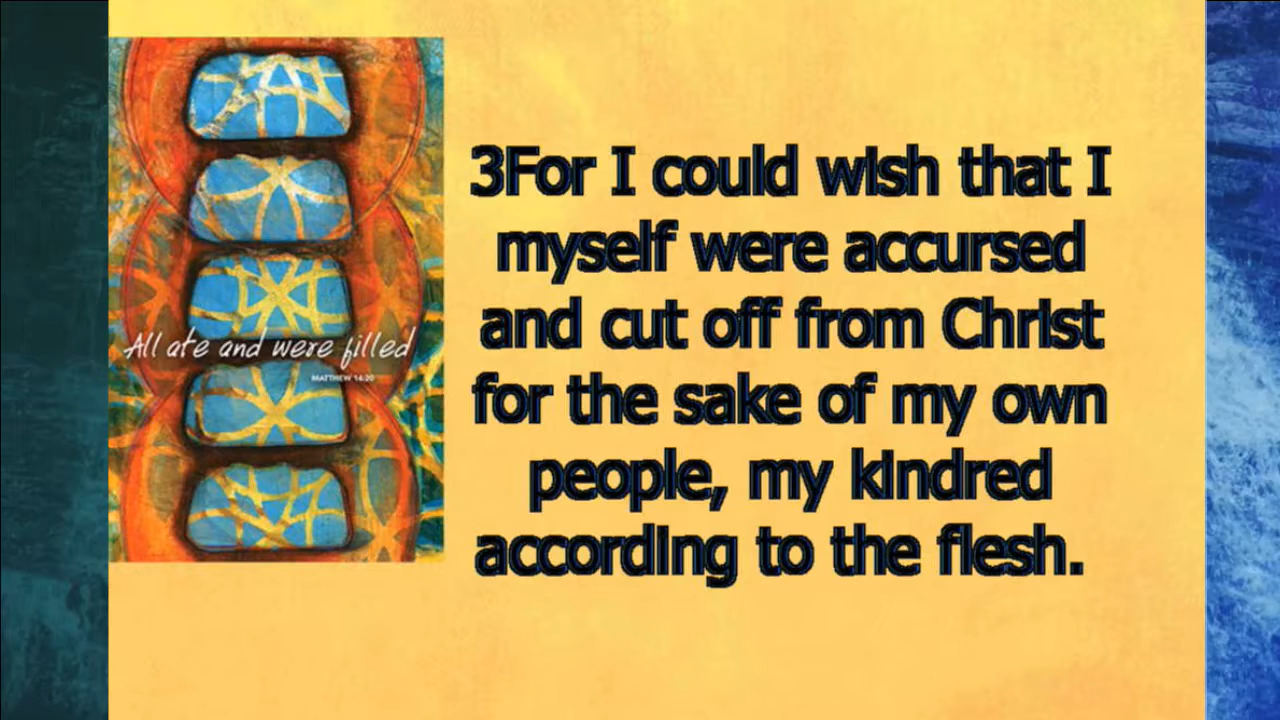 All ate and were filled
MATTHEW 14:20
3For I could wish that I
myself were accursed
and cut off from Christ
for the sake of my own
people, my kindred
according to the flesh.